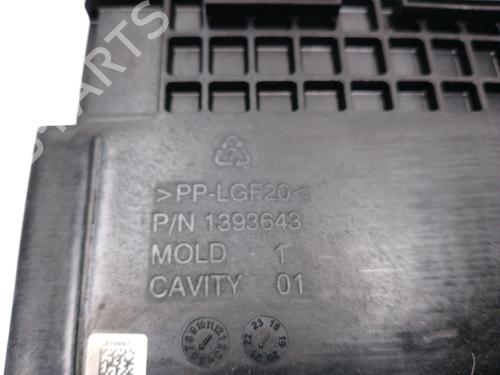 >PP-LGF20<
P/N 1393643
MOLD 1
CAVITY 01